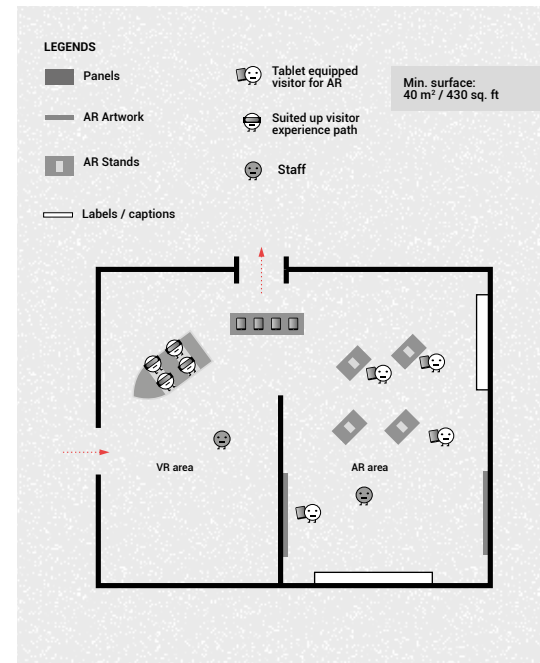 LEGENDS
Panels
AR Artwork
AR Stands
Labels / captions
Tablet equipped
visitor for AR
Suited up visitor
experience path
Staff
Min. surface:
40 m² / 430 sq. ft
VR area
AR area